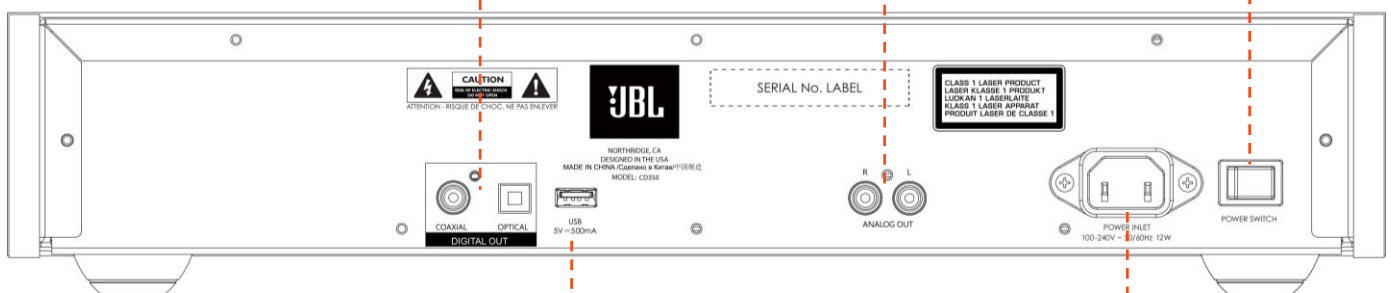 CAUTION
RISK OF ELECTRIC SHOCK
DO NOT OPEN
ATTENTION - RISQUE DE CHOC, NE PAS ENLEVER
JBL
NORTHRIDGE, CA
DESIGNED IN THE USA
MADE IN CHINA/Сделано в Китае/中国制造
MODEL: CD350
SERIAL No. LABEL
CLASS 1 LASER PRODUCT
LASER KLASSE 1 PRODUKT
LUOKAN 1 LASERLAITE
KLASS 1 LASER APPARAT
PRODUIT LASER DE CLASSE 1
COAXIAL
OPTICAL
DIGITAL OUT
USB
5V⎓500mA
R
L
ANALOG OUT
POWER INLET
100-240V ~ 50/60Hz 12W
POWER SWITCH